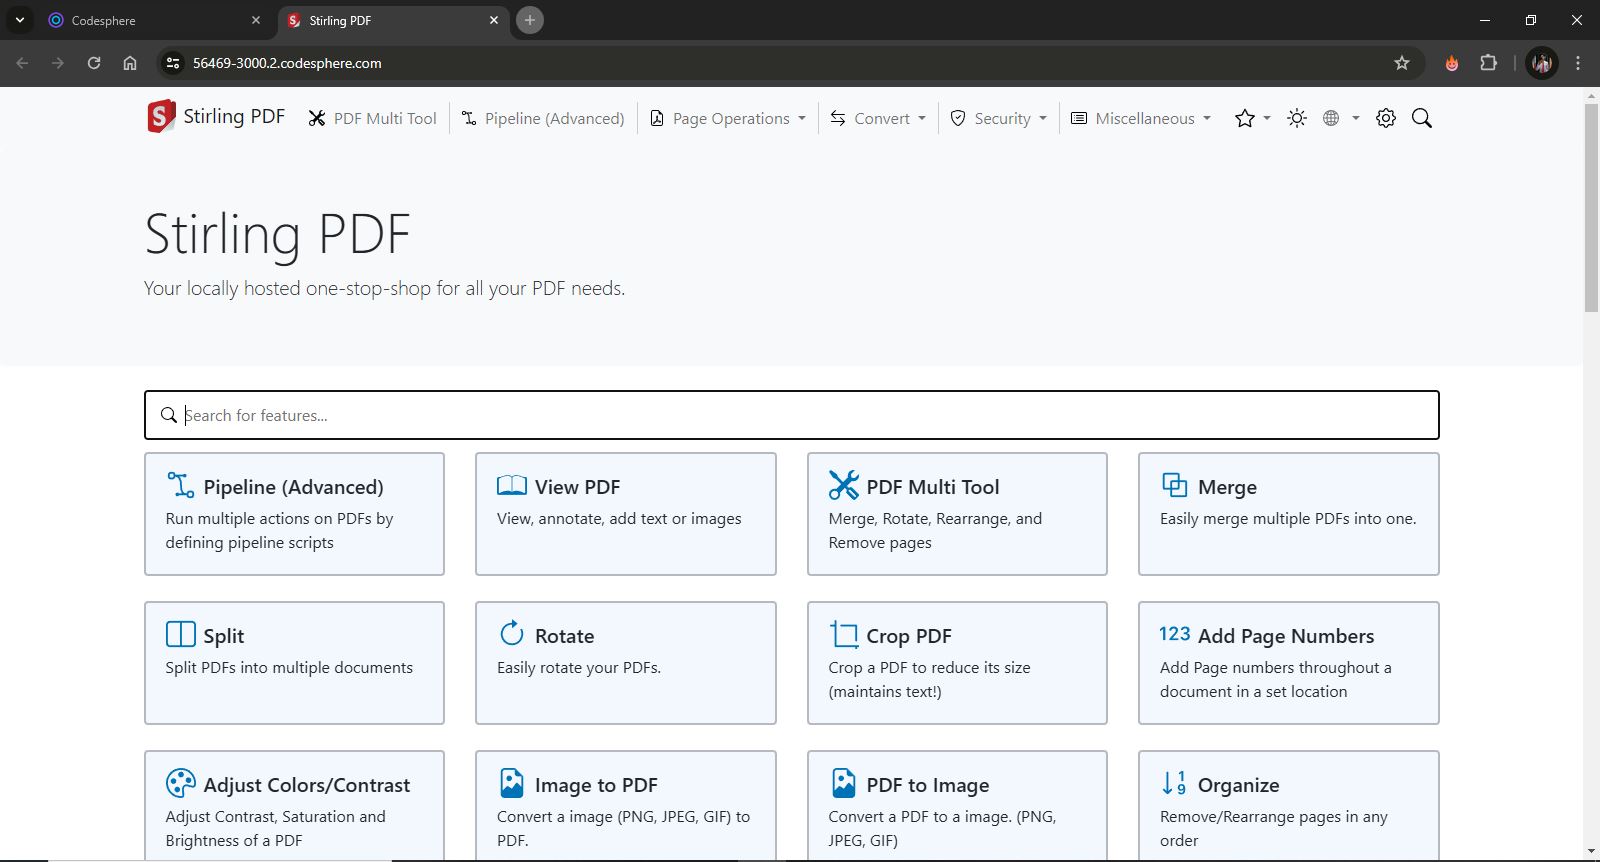 Codesphere
Stirling PDF
56469-3000.2.codesphere.com
S Stirling PDF
PDF Multi Tool
Pipeline (Advanced)
Page Operations
Convert
Security
Miscellaneous
Stirling PDF
Your locally hosted one-stop-shop for all your PDF needs.
Search for features...
Pipeline (Advanced)
Run multiple actions on PDFs by
defining pipeline scripts
View PDF
View, annotate, add text or images
PDF Multi Tool
Merge, Rotate, Rearrange, and
Remove pages
Merge
Easily merge multiple PDFs into one.
Split
Split PDFs into multiple documents
Rotate
Easily rotate your PDFs.
Crop PDF
Crop a PDF to reduce its size
(maintains text!)
123 Add Page Numbers
Add Page numbers throughout a
document in a set location
Adjust Colors/Contrast
Adjust Contrast, Saturation and
Brightness of a PDF
Image to PDF
Convert a image (PNG, JPEG, GIF) to
PDF.
PDF to Image
Convert a PDF to a image. (PNG,
JPEG, GIF)
1
9
Organize
Remove/Rearrange pages in any
order